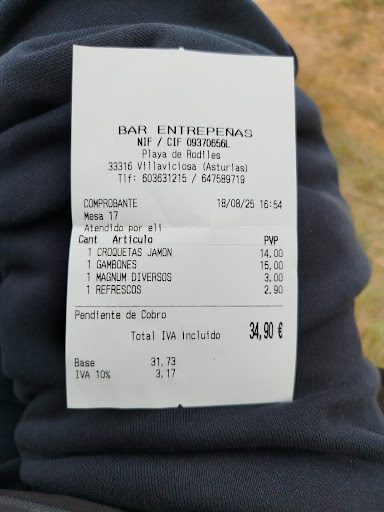 BAR ENTREPEÑAS
NIF / CIF 09370656L
Playa de Rodiles
33316 Villaviciosa (Asturias)
Tlf: 603631215 / 647589719
COMPROBANTE 18/08/25 16:54
Mesa 17
Atendido por eli
Cant Articulo PVP
1 CROQUETAS JAMON 14,00
1 GAMBONES 15,00
1 MAGNUM DIVERSOS 3,00
1 REFRESCOS 2,90
Pendiente de Cobro
Total IVA Incluido 34,90 €
Base 31,73
IVA 10% 3,17